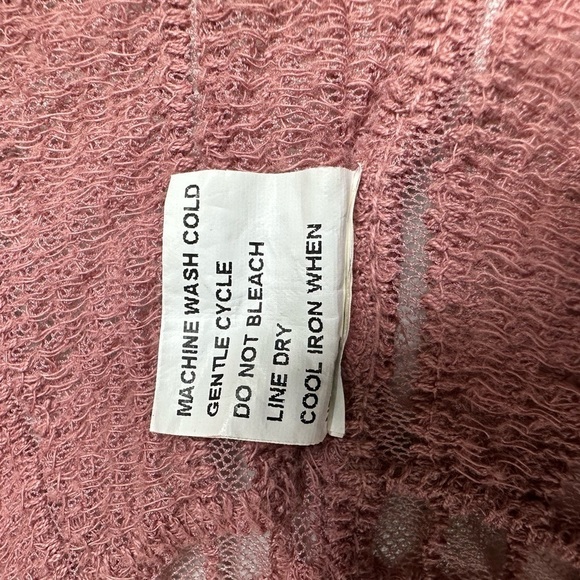 MACHINE WASH COLD
GENTLE CYCLE
DO NOT BLEACH
LINE DRY
COOL IRON WHEN